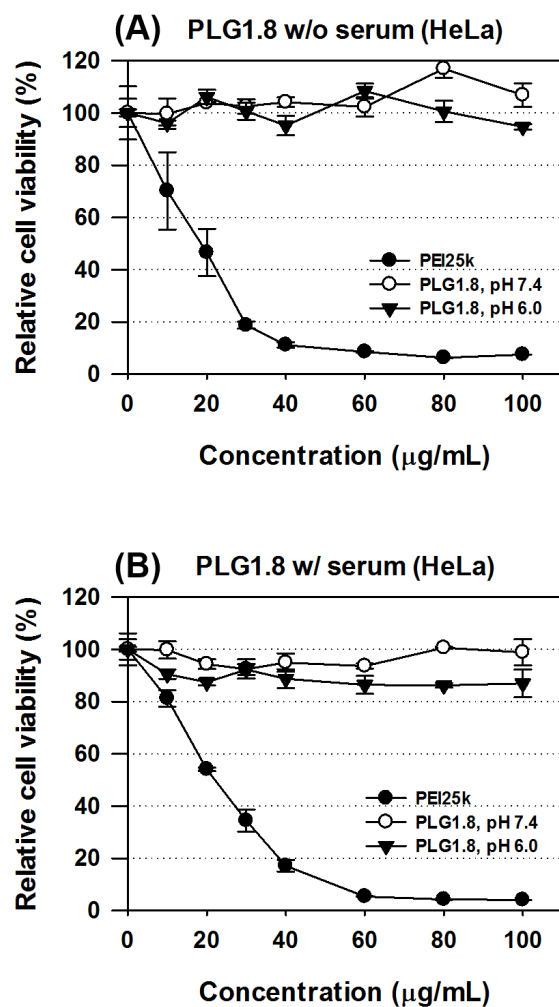 (A) PLG1.8 w/o serum (HeLa)
Relative cell viability (%)
120
100
80
60
40
20
0
PEI25k
PLG1.8, pH 7.4
PLG1.8, pH 6.0
0 20 40 60 80 100
Concentration (μg/mL)
(B) PLG1.8 w/ serum (HeLa)
Relative cell viability (%)
120
100
80
60
40
20
0
PEI25k
PLG1.8, pH 7.4
PLG1.8, pH 6.0
0 20 40 60 80 100
Concentration (μg/mL)